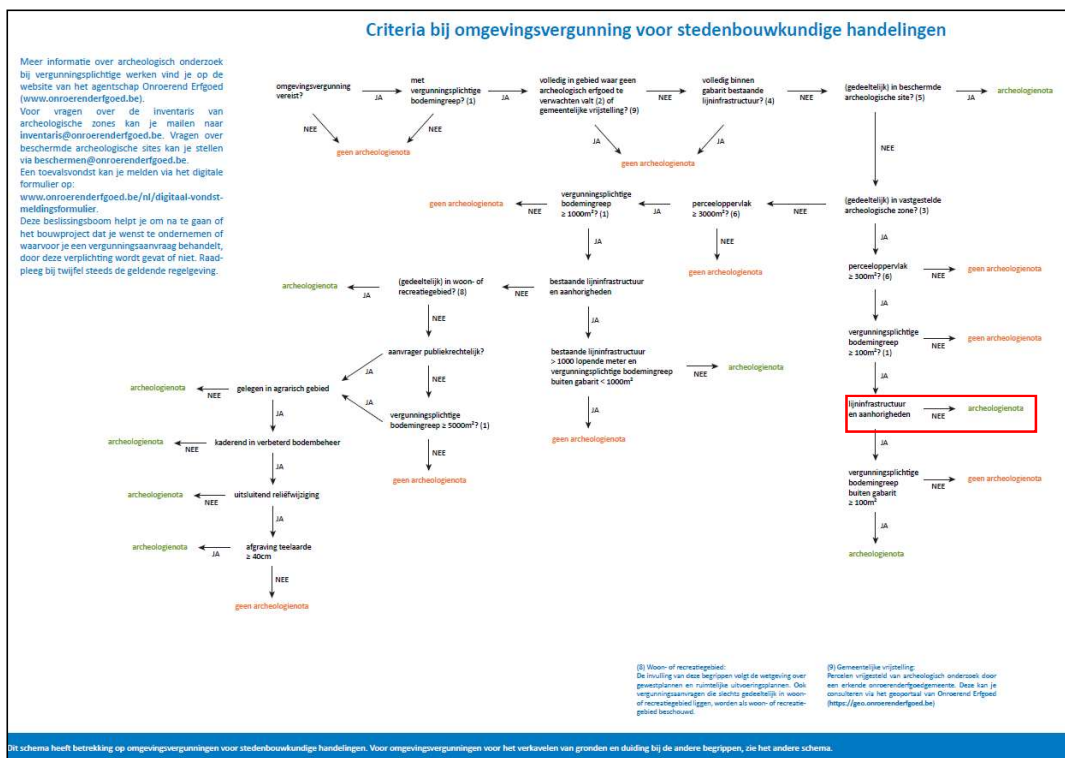 Criteria bij omgevingsvergunning voor stedenbouwkundige handelingen
Meer informatie over archeologisch onderzoek
bij vergunningsplichtige werken vind je op de
website van het agentschap Onroerend Erfgoed
(www.onroerenderfgoed.be).
Voor vragen over de inventaris van
archeologische zones kan je mailen naar
inventaris@onroerenderfgoed.be. Vragen over
beschermde archeologische sites kan je stellen
via beschermen@onroerenderfgoed.be.
Een toevalsvondst kan je melden via het digitale
formulier op:
www.onroerenderfgoed.be/nl/digitaal-vondst-
meldingsformulier.
Deze beslissingsboom helpt je om na te gaan of
het bouwproject dat je wenst te ondernemen of
waarvoor je een vergunningsaanvraag behandelt,
door deze verplichting wordt gevat of niet. Raad-
pleeg bij twijfel steeds de geldende regelgeving.
omgevingsvergunning
vereist?
JA
NEE
met
vergunningsplichtige
bodemingreep? (1)
JA
NEE
geen archeologienota
volledig in gebied waar geen
archeologisch erfgoed te
verwachten valt (2) of
gemeentelijke vrijstelling? (9)
NEE
JA
volledig binnen
gabarit bestaande
lijninfrastructuur? (4)
NEE
JA
geen archeologienota
(gedeeltelijk) in beschermde
archeologische site? (5)
JA
archeologienota
NEE
(gedeeltelijk) in vastgestelde
archeologische zone? (3)
NEE
JA
perceeloppervlak
≥ 3000m²? (6)
JA
NEE
geen archeologienota
vergunningsplichtige
bodemingreep
≥ 1000m²? (1)
NEE
geen archeologienota
JA
perceeloppervlak
≥ 300m²? (6)
NEE
geen archeologienota
JA
bestaande lijninfrastructuur
en aanhorigheden
NEE
JA
(gedeeltelijk) in woon- of
recreatiegebied? (8)
JA
archeologienota
NEE
vergunningsplichtige
bodemingreep
≥ 100m²? (1)
NEE
geen archeologienota
JA
aanvrager publiekrechtelijk?
JA
NEE
bestaande lijninfrastructuur
> 1000 lopende meter en
vergunningsplichtige bodemingreep
buiten gabarit < 1000m²
NEE
archeologienota
JA
geen archeologienota
gelegen in agrarisch gebied
NEE
archeologienota
JA
vergunningsplichtige
bodemingreep ≥ 5000m²? (1)
JA
NEE
geen archeologienota
lijninfrastructuur
en aanhorigheden
NEE
archeologienota
JA
kaderend in verbeterd bodembeheer
NEE
archeologienota
JA
vergunningsplichtige
bodemingreep
buiten gabarit
≥ 100m²
NEE
geen archeologienota
JA
archeologienota
uitsluitend reliëfwijziging
NEE
archeologienota
JA
afgraving teelaarde
≥ 40cm
JA
archeologienota
NEE
geen archeologienota
(8) Woon- of recreatiegebied:
De invulling van deze begrippen volgt de wetgeving over
gewestplannen en ruimtelijke uitvoeringsplannen. Ook
vergunningsaanvragen die slechts gedeeltelijk in woon-
of recreatiegebied liggen, worden als woon- of recreatie-
gebied beschouwd.
(9) Gemeentelijke vrijstelling:
Percelen vrijgesteld van archeologisch onderzoek door
een erkende onroerenderfgoedgemeente. Deze kan je
consulteren via het geoportaal van Onroerend Erfgoed
(https://geo.onroerenderfgoed.be)
Dit schema heeft betrekking op omgevingsvergunningen voor stedenbouwkundige handelingen. Voor omgevingsvergunningen voor het verkavelen van gronden en duiding bij de andere begrippen, zie het andere schema.